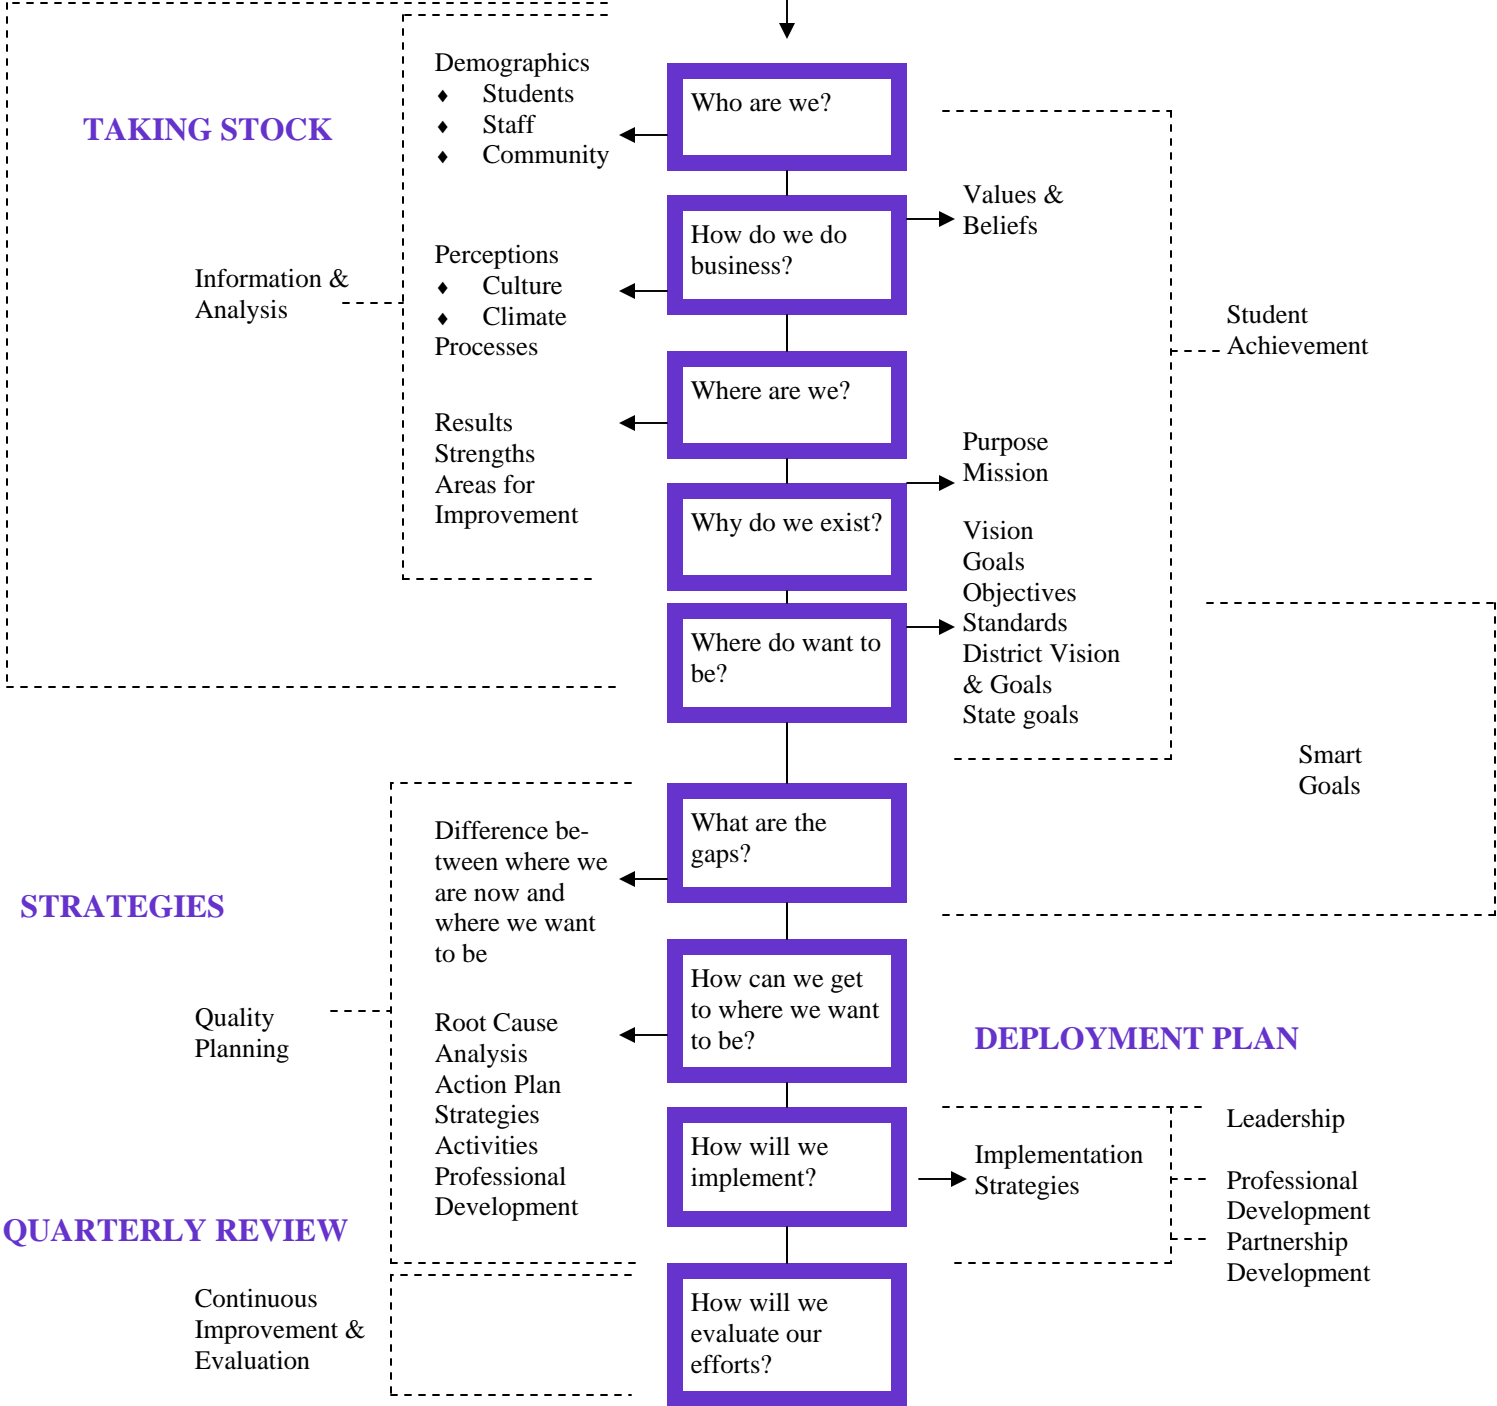 TAKING STOCK
Information &
Analysis
Demographics
♦ Students
♦ Staff
♦ Community
Perceptions
♦ Culture
♦ Climate
Processes
Results
Strengths
Areas for
Improvement
Who are we?
How do we do
business?
Where are we?
Why do we exist?
Where do want to
be?
Values &
Beliefs
Purpose
Mission
Vision
Goals
Objectives
Standards
District Vision
& Goals
State goals
Student
Achievement
Smart
Goals
STRATEGIES
Quality
Planning
Difference be-
tween where we
are now and
where we want
to be
Root Cause
Analysis
Action Plan
Strategies
Activities
Professional
Development
What are the
gaps?
How can we get
to where we want
to be?
How will we
implement?
DEPLOYMENT PLAN
Implementation
Strategies
Leadership
Professional
Development
Partnership
Development
QUARTERLY REVIEW
Continuous
Improvement &
Evaluation
How will we
evaluate our
efforts?